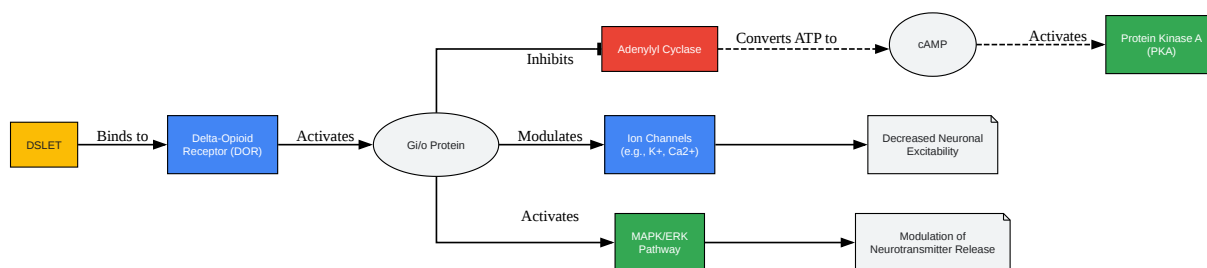 Converts ATP to
Activates
Adenylyl Cyclase
cAMP
Protein Kinase A
(PKA)
Inhibits
DSLET
Binds to
Delta-Opioid
Receptor (DOR)
Activates
Gi/o Protein
Modulates
Ion Channels
(e.g., K+, Ca2+)
Decreased Neuronal
Excitability
Activates
MAPK/ERK
Pathway
Modulation of
Neurotransmitter Release